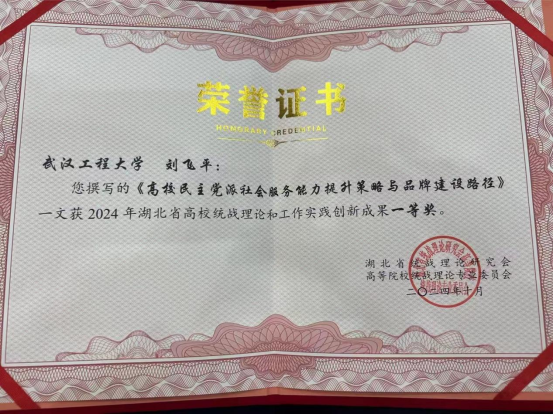 荣誉证书
HONORARY CREDENTIAL
武汉工程大学 刘飞平：
您撰写的《高校民主党派社会服务能力提升策略与品牌建设路径》
一文获2024年湖北省高校统战理论和工作实践创新成果一等奖。
湖北省统战理论研究会
高等院校统战理论专业委员会
二〇二四年十月